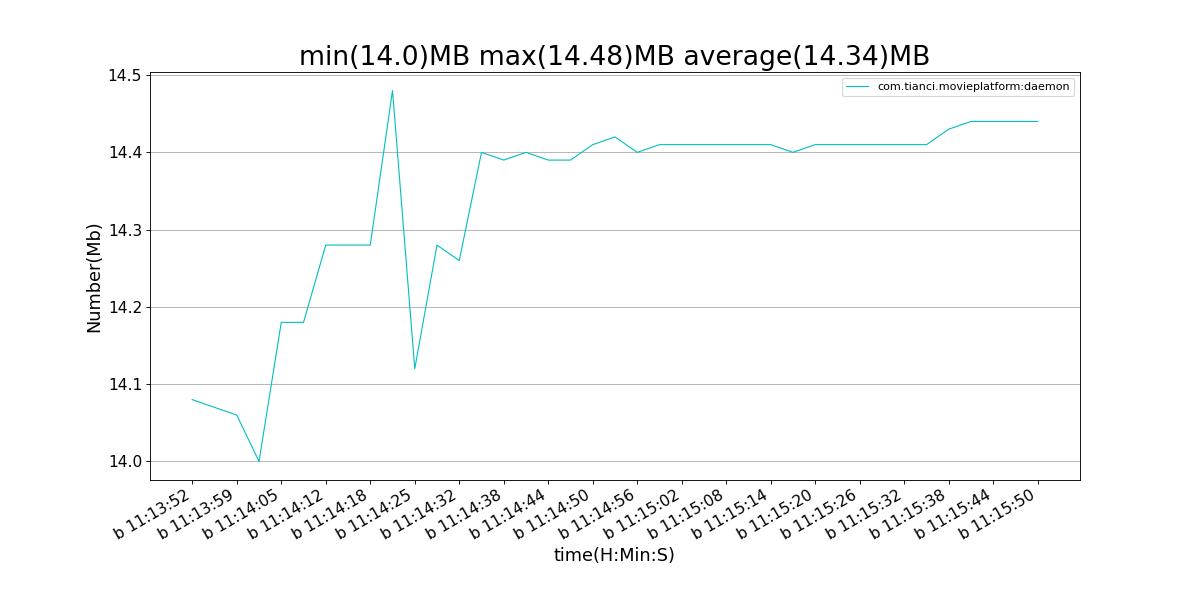 min(14.0)MB max(14.48)MB average(14.34)MB
com.tianci.movieplatform:daemon
Number(Mb)
14.5
14.4
14.3
14.2
14.1
14.0
b 11:13:52
b 11:13:59
b 11:14:05
b 11:14:12
b 11:14:18
b 11:14:25
b 11:14:32
b 11:14:38
b 11:14:44
b 11:14:50
b 11:14:56
b 11:15:02
b 11:15:08
b 11:15:14
b 11:15:20
b 11:15:26
b 11:15:32
b 11:15:38
b 11:15:44
b 11:15:50
time(H:Min:S)